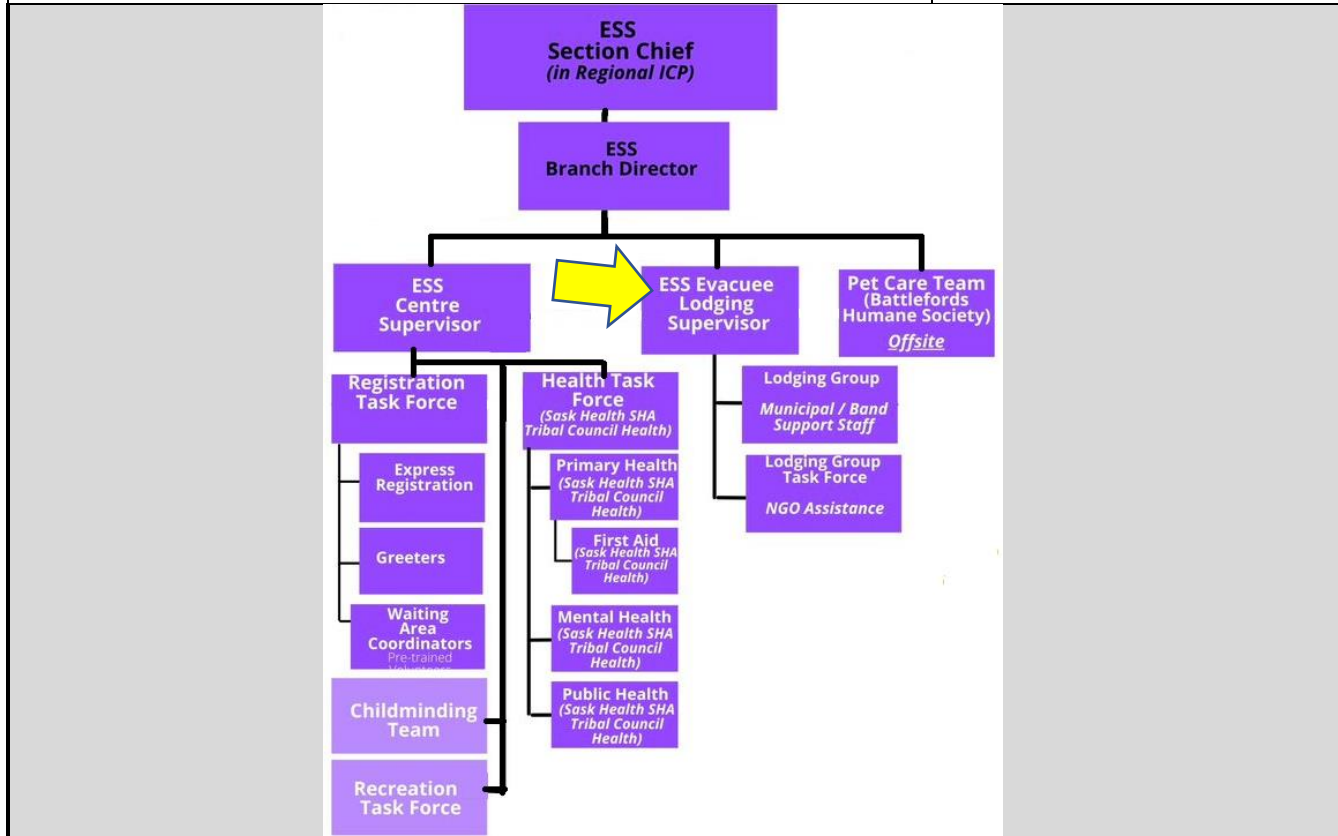 ESS
Section Chief
(in Regional ICP)
ESS
Branch Director
ESS
Centre
Supervisor
ESS Evacuee
Lodging
Supervisor
Pet Care Team
(Battlefords
Humane Society)
Offsite
Registration
Task Force
Express
Registration
Greeters
Waiting
Area
Coordinators
Pre-trained
Volunteers
Childminding
Team
Recreation
Task Force
Health Task
Force
(Sask Health SHA
Tribal Council Health)
Primary Health
(Sask Health SHA
Tribal Council
Health)
First Aid
(Sask Health SHA
Tribal Council
Health)
Mental Health
(Sask Health SHA
Tribal Council
Health)
Public Health
(Sask Health SHA
Tribal Council
Health)
Lodging Group
Municipal / Band
Support Staff
Lodging Group
Task Force
NGO Assistance